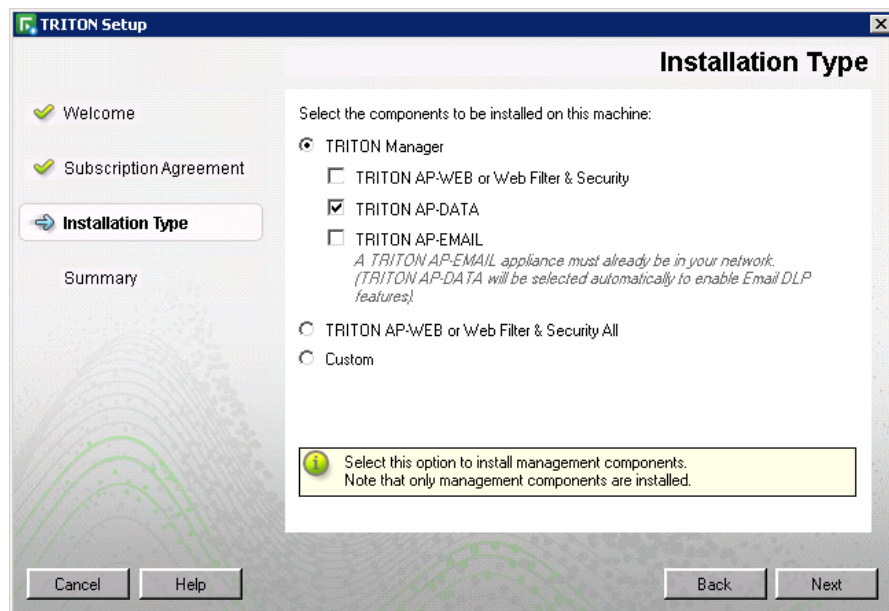 TRITON Setup
Installation Type
Welcome
Subscription Agreement
Installation Type
Summary
Select the components to be installed on this machine:
TRITON Manager
TRITON AP-WEB or Web Filter & Security
TRITON AP-DATA
TRITON AP-EMAIL
A TRITON AP-EMAIL appliance must already be in your network.
(TRITON AP-DATA will be selected automatically to enable Email DLP
features).
TRITON AP-WEB or Web Filter & Security All
Custom
Select this option to install management components.
Note that only management components are installed.
Cancel
Help
Back
Next